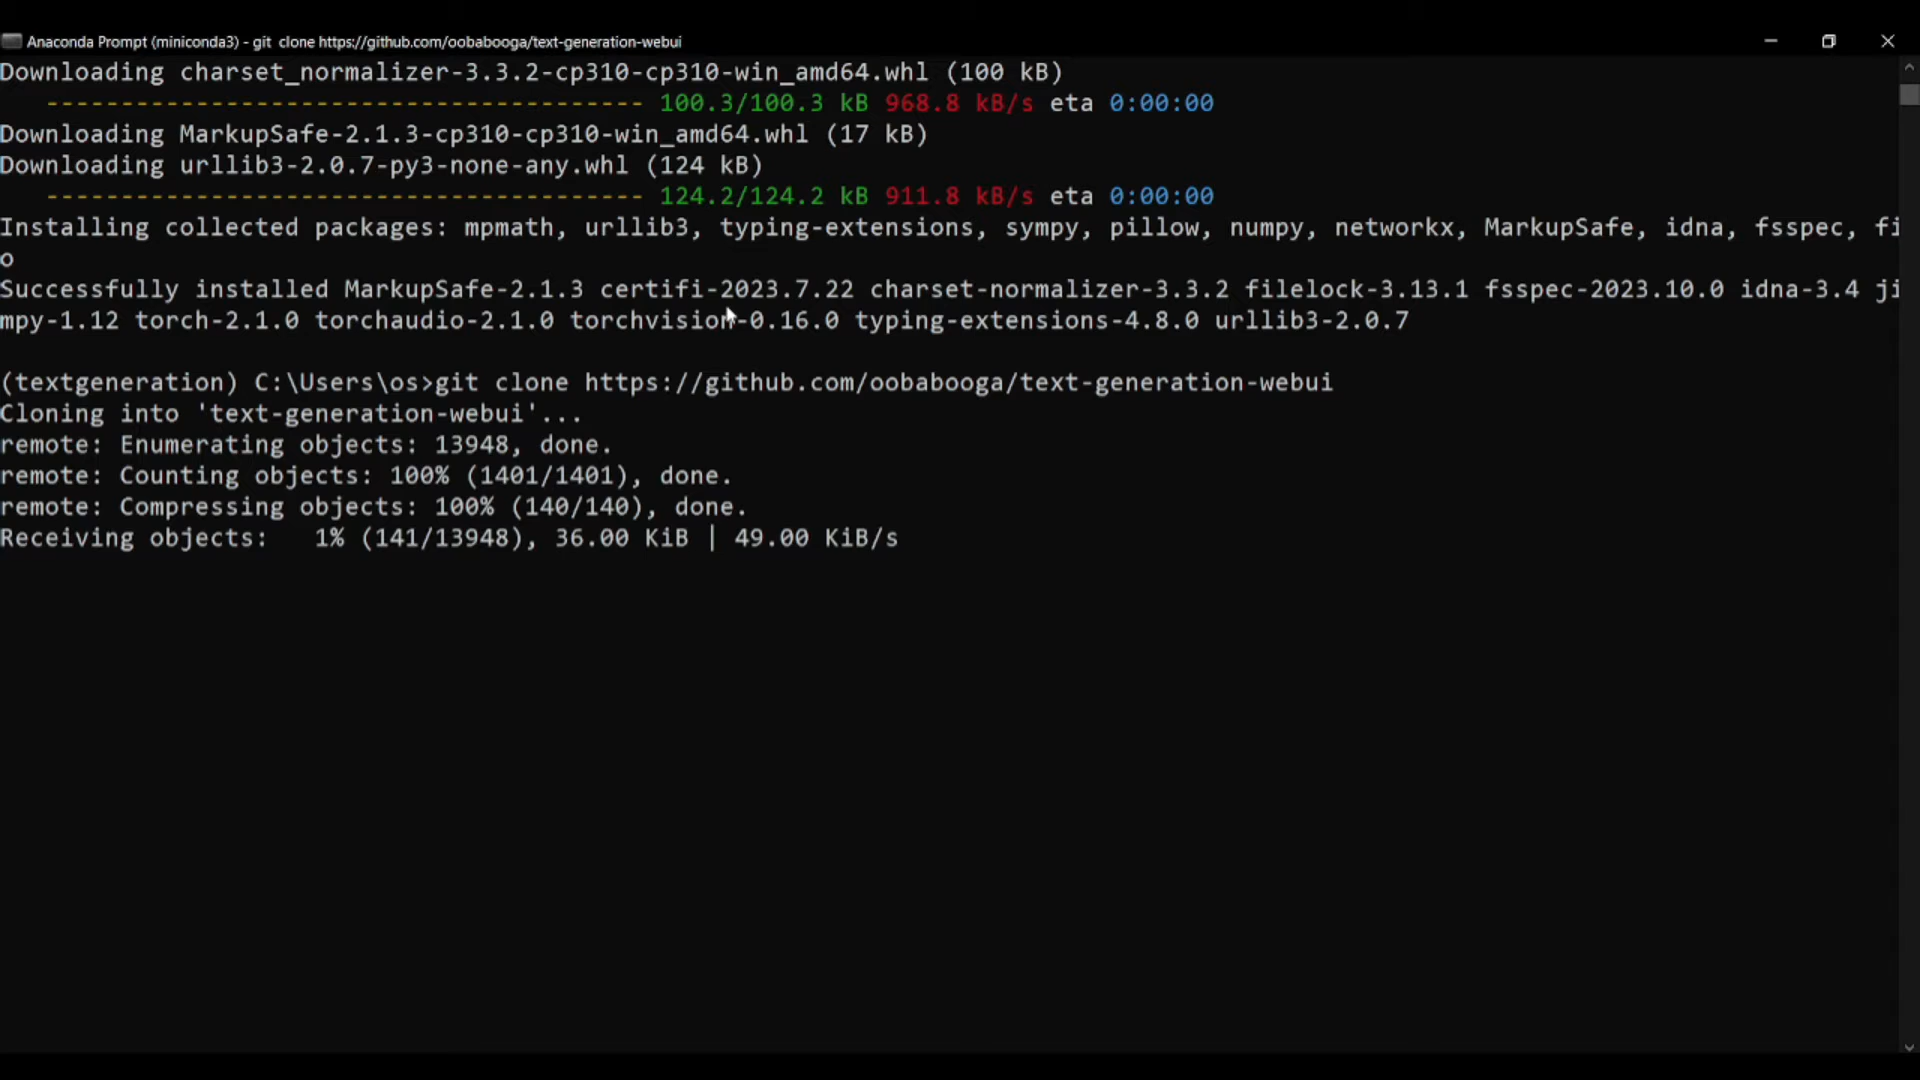 Anaconda Prompt (miniconda3) - git  clone https://github.com/oobabooga/text-generation-webui
Downloading charset_normalizer-3.3.2-cp310-cp310-win_amd64.whl (100 kB)
---------------------------------------- 100.3/100.3 kB 968.8 kB/s eta 0:00:00
Downloading MarkupSafe-2.1.3-cp310-cp310-win_amd64.whl (17 kB)
Downloading urllib3-2.0.7-py3-none-any.whl (124 kB)
---------------------------------------- 124.2/124.2 kB 911.8 kB/s eta 0:00:00
Installing collected packages: mpmath, urllib3, typing-extensions, sympy, pillow, numpy, networkx, MarkupSafe, idna, fsspec, fi
o
Successfully installed MarkupSafe-2.1.3 certifi-2023.7.22 charset-normalizer-3.3.2 filelock-3.13.1 fsspec-2023.10.0 idna-3.4 ji
mpy-1.12 torch-2.1.0 torchaudio-2.1.0 torchvision-0.16.0 typing-extensions-4.8.0 urllib3-2.0.7
(textgeneration) C:\Users\os>git clone https://github.com/oobabooga/text-generation-webui
Cloning into 'text-generation-webui'...
remote: Enumerating objects: 13948, done.
remote: Counting objects: 100% (1401/1401), done.
remote: Compressing objects: 100% (140/140), done.
Receiving objects:   1% (141/13948), 36.00 KiB | 49.00 KiB/s